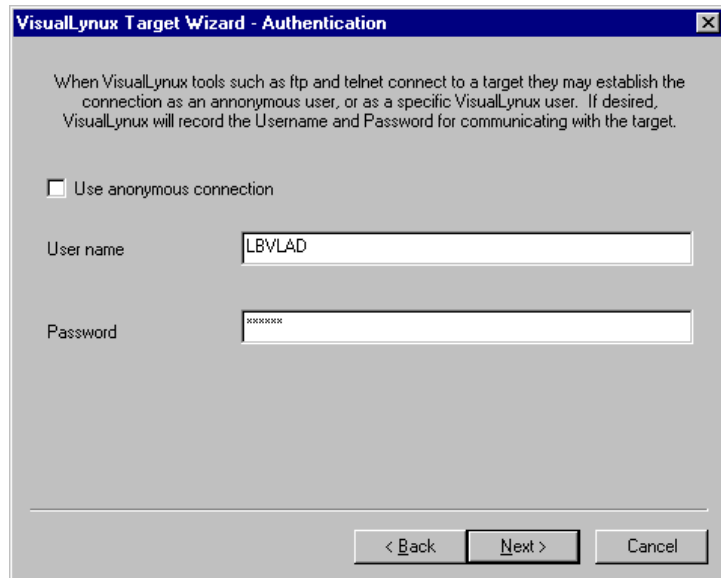 VisualLynux Target Wizard - Authentication
When VisualLynux tools such as ftp and telnet connect to a target they may establish the
connection as an annonymous user, or as a specific VisualLynux user. If desired,
VisualLynux will record the Username and Password for communicating with the target.
Use anonymous connection
User name
LBVLAD
Password
******
< Back
Next >
Cancel